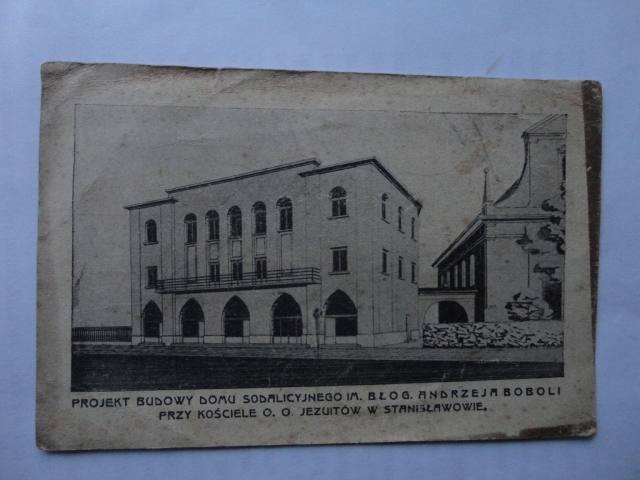 PROJEKT BUDOWY DOMU SODALICYJNEGO IM. BŁOG. ANDRZEJA BOBOLI
PRZY KOŚCIELE O. O. JEZUITÓW W STANISŁAWOWIE.